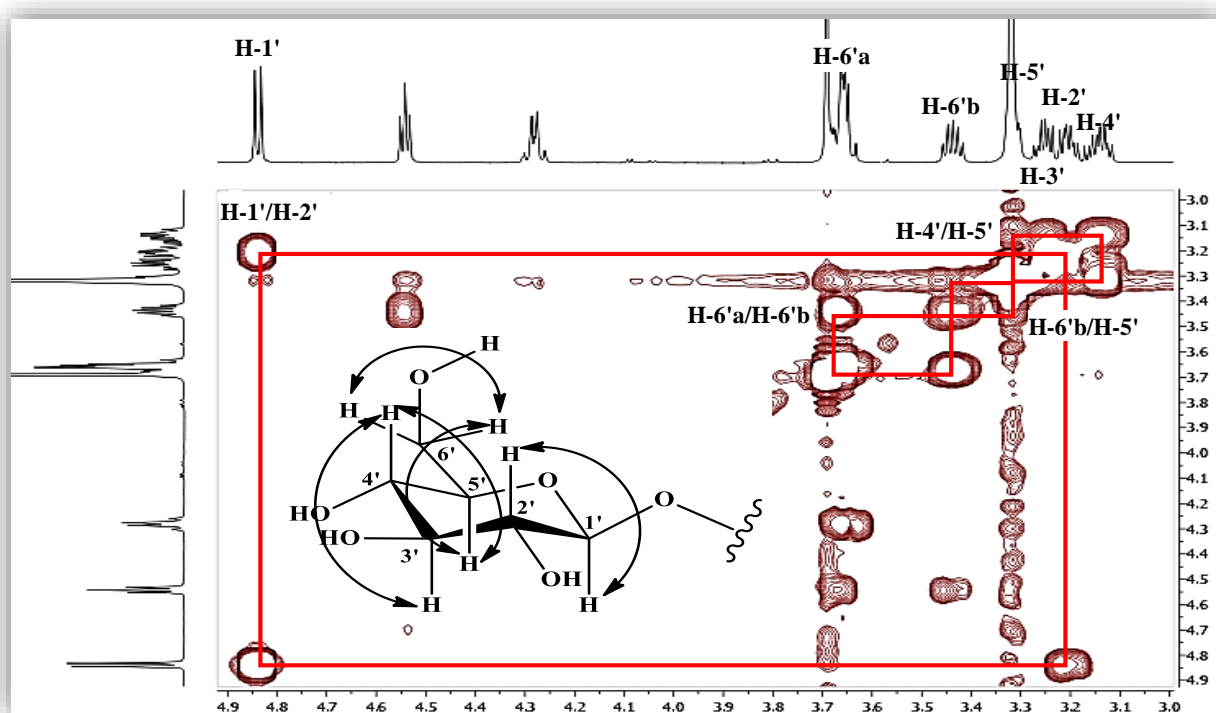 H-1'
H-6'a
H-5'
H-6'b
H-2'
H-4'
H-3'
H-1'/H-2'
H-4'/H-5'
H-6'a/H-6'b
H-6'b/H-5'
3.0
3.1
3.2
3.3
3.4
3.5
3.6
3.7
3.8
3.9
4.0
4.1
4.2
4.3
4.4
4.5
4.6
4.7
4.8
4.9
H
O
H H H
6'
H
4' 5' O O
HO 2'
HO 1'
3' H OH
H H
4.9 4.8 4.7 4.6 4.5 4.4 4.3 4.2 4.1 4.0 3.9 3.8 3.7 3.6 3.5 3.4 3.3 3.2 3.1 3.0